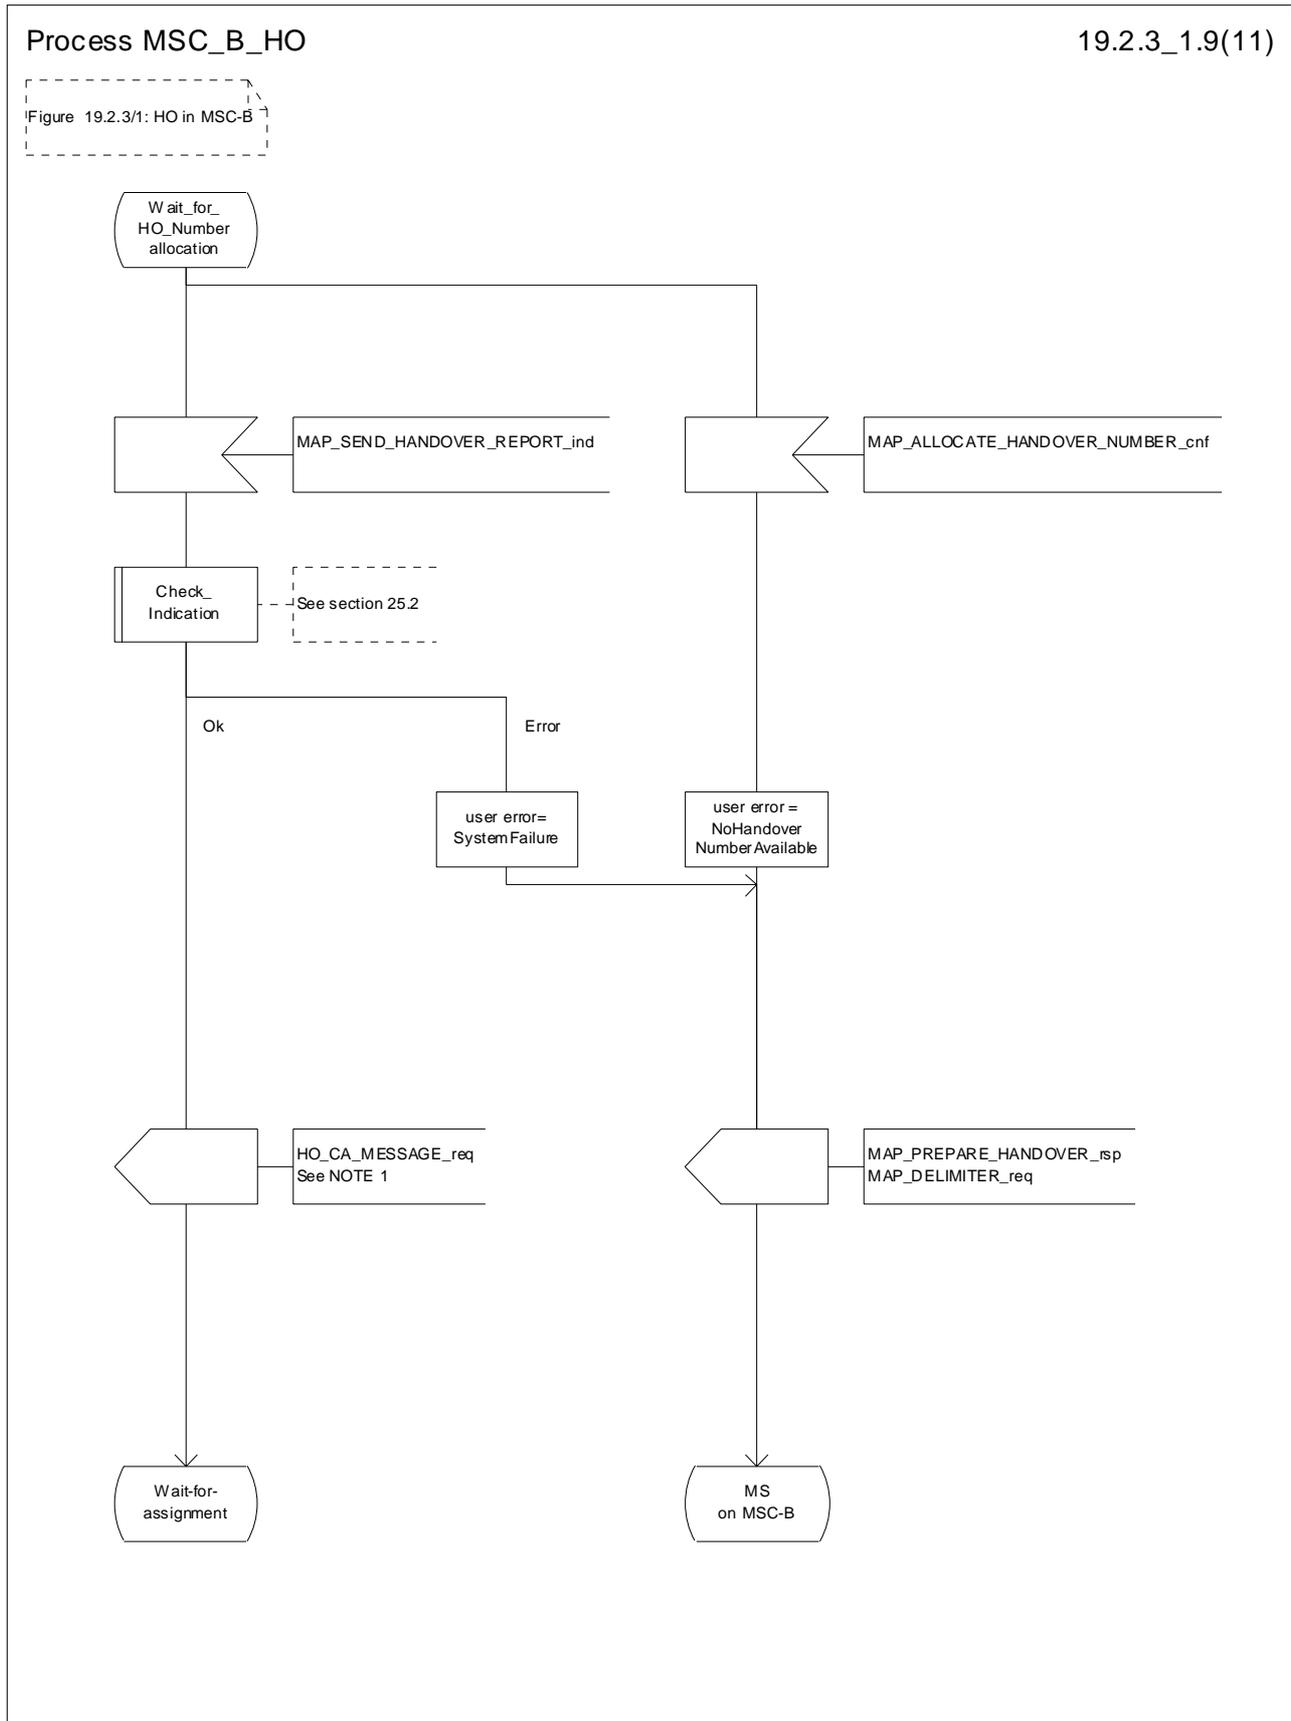 Process MSC_B_HO
19.2.3_1.9(11)
Figure 19.2.3/1: HO in MSC-B
Wait_for_
HO_Number
allocation
MAP_SEND_HANDOVER_REPORT_ind
MAP_ALLOCATE_HANDOVER_NUMBER_cnf
Check_
Indication
See section 25.2
Ok
Error
user error=
SystemFailure
user error =
NoHandover
NumberAvailable
HO_CA_MESSAGE_req
See NOTE 1
MAP_PREPARE_HANDOVER_rsp
MAP_DELIMITER_req
Wait-for-
assignment
MS
on MSC-B